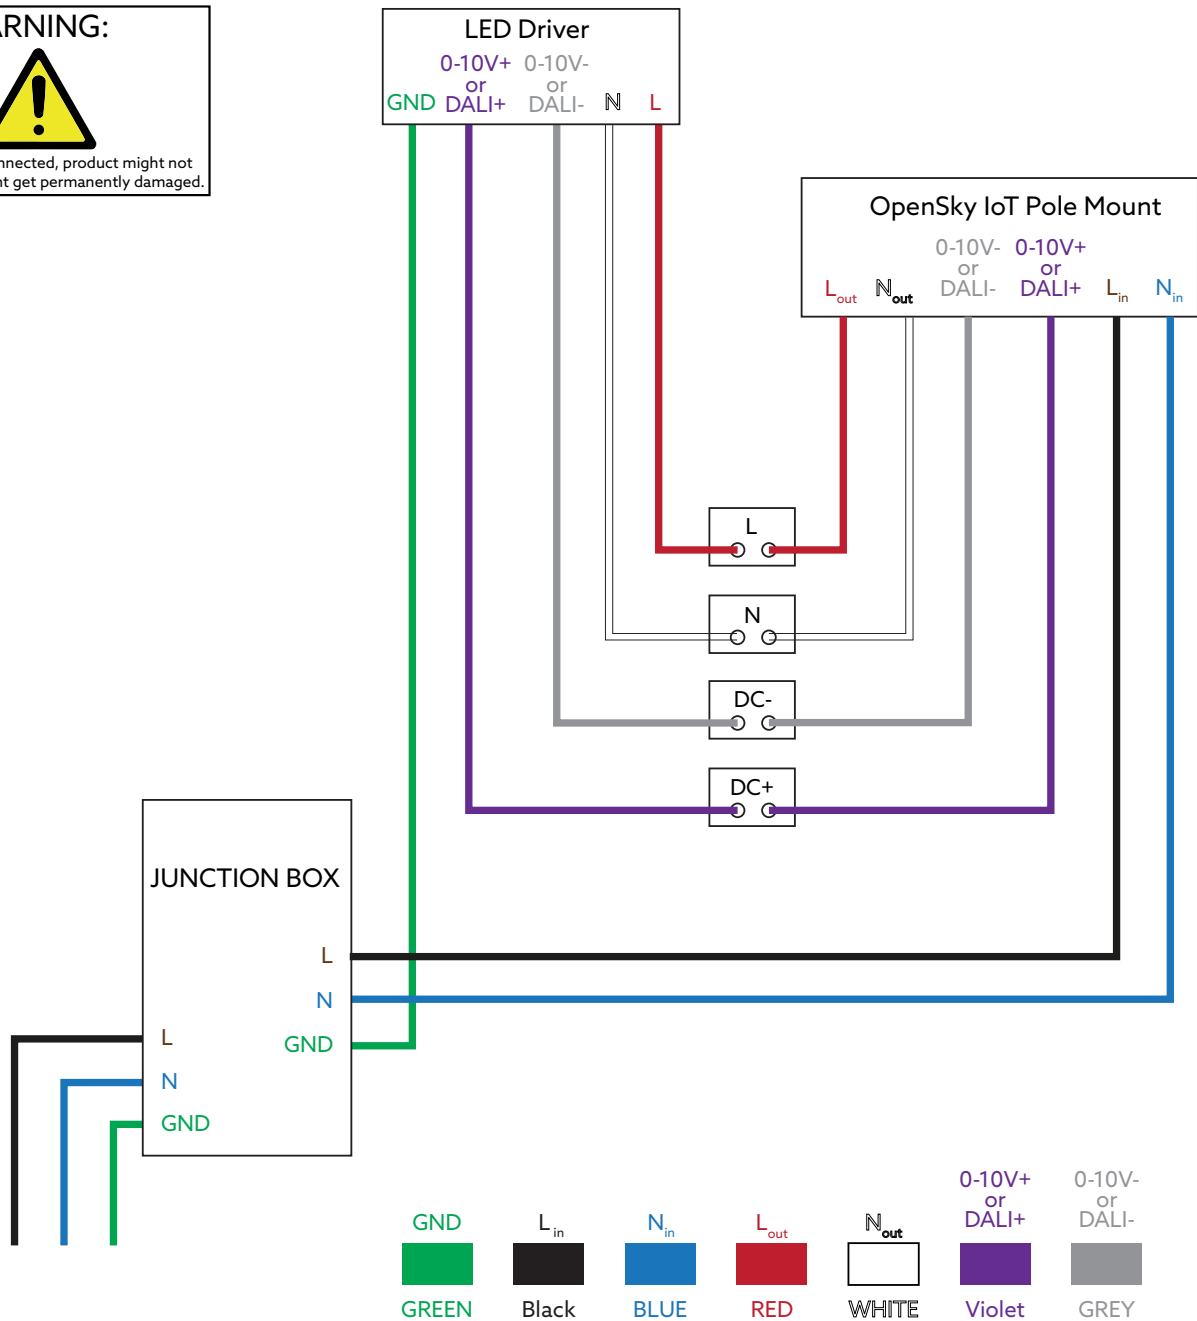 ARNING:
nnected, product might not
nt get permanently damaged.
LED Driver
0-10V+ 0-10V-
or or
GND DALI+ DALI- N L
OpenSky IoT Pole Mount
0-10V- 0-10V+
or or
Lout Nout DALI- DALI+ Lin Nin
L
N
DC-
DC+
JUNCTION BOX
L
N
GND
L
N
GND
0-10V+ 0-10V-
or or
GND Lin Nin Lout Nout DALI+ DALI-
GREEN Black BLUE RED WHITE Violet GREY